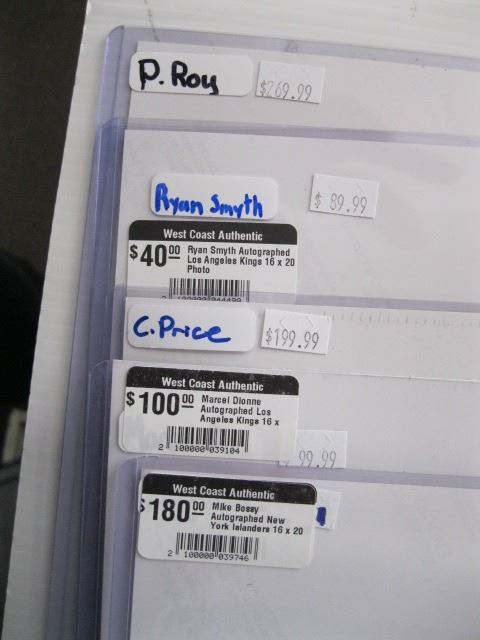 P. Roy
$269.99
Ryan Smyth
$ 89.99
West Coast Authentic
$40 00 Ryan Smyth Autographed
Los Angeles Kings 16 x 20
Photo
C. Price
$199.99
West Coast Authentic
$100 00 Marcel Dionne
Autographed Los
Angeles Kings 16 x
2 100000 039104
99.99
West Coast Authentic
$180 00 Mike Bossy
Autographed New
York Islanders 16 x 20
2 100000 039746